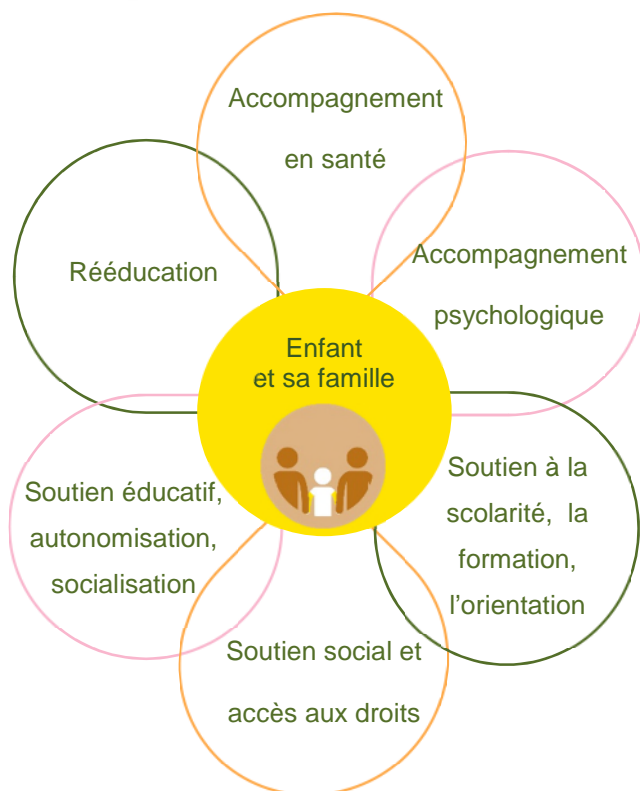 Accompagnement
en santé
Accompagnement
psychologique
Rééducation
Enfant
et sa famille
Soutien à la
scolarité, la
formation,
l’orientation
Soutien éducatif,
autonomisation,
socialisation
Soutien social et
accès aux droits